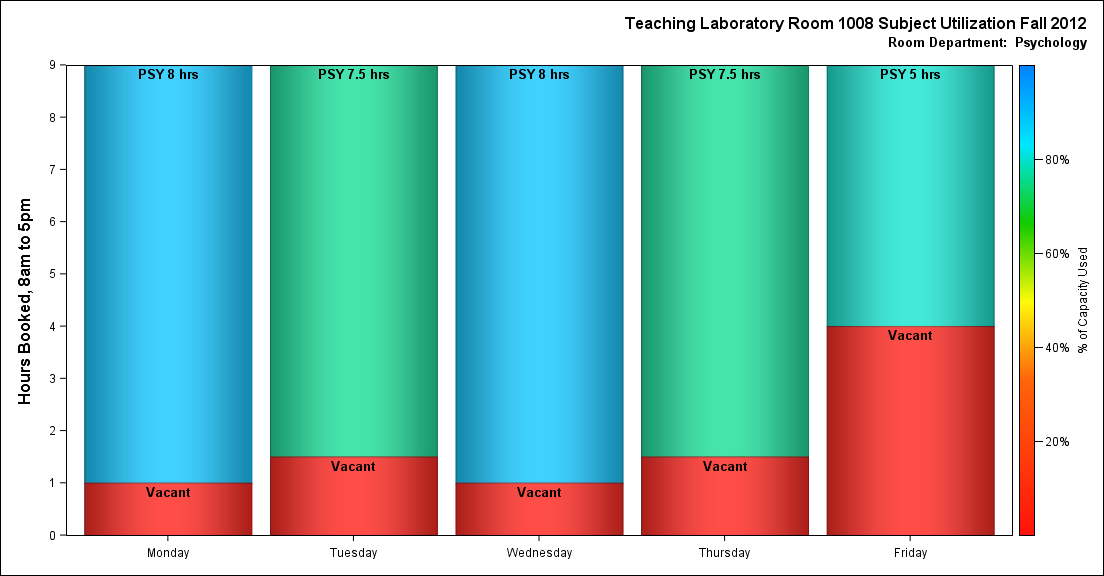 Teaching Laboratory Room 1008 Subject Utilization Fall 2012
Room Department:  Psychology
Hours Booked, 8am to 5pm
9
8
7
6
5
4
3
2
1
0
PSY 8 hrs
PSY 7.5 hrs
PSY 8 hrs
PSY 7.5 hrs
PSY 5 hrs
Vacant
Vacant
Vacant
Vacant
Vacant
Monday
Tuesday
Wednesday
Thursday
Friday
80%
60%
40%
20%
% of Capacity Used